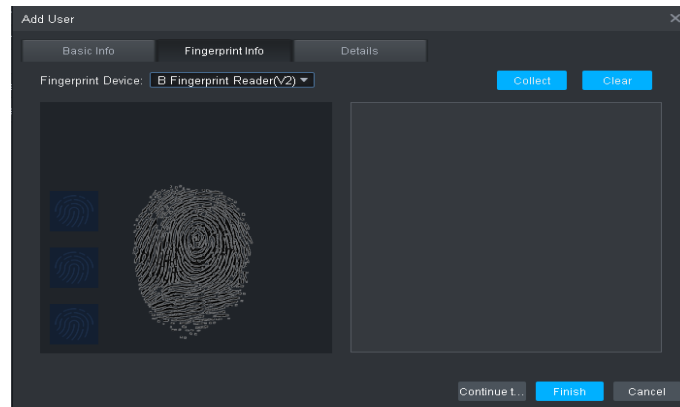 Add User
Basic Info Fingerprint Info Details
Fingerprint Device: B Fingerprint Reader(V2) Collect Clear
Continue t... Finish Cancel